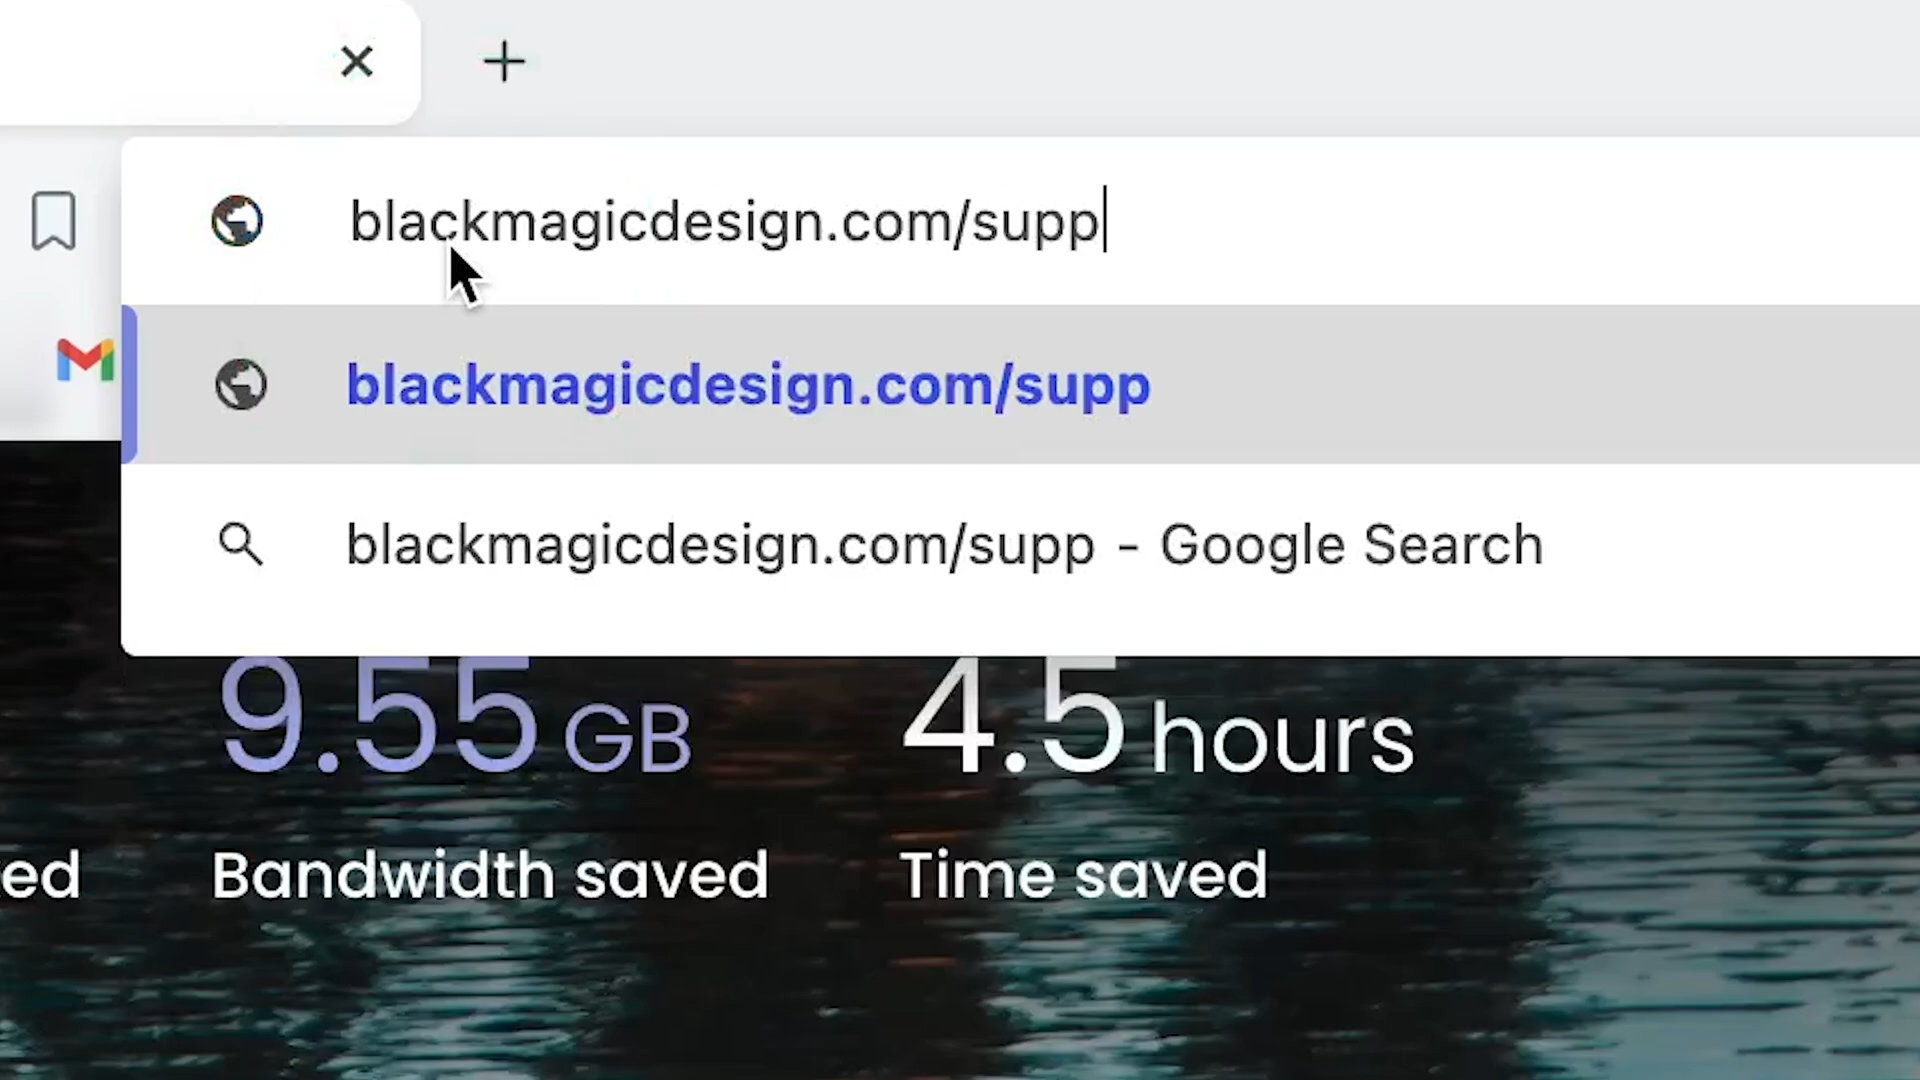 blackmagicdesign.com/supp
blackmagicdesign.com/supp
blackmagicdesign.com/supp - Google Search
9.55 GB
4.5 hours
ed
Bandwidth saved
Time saved